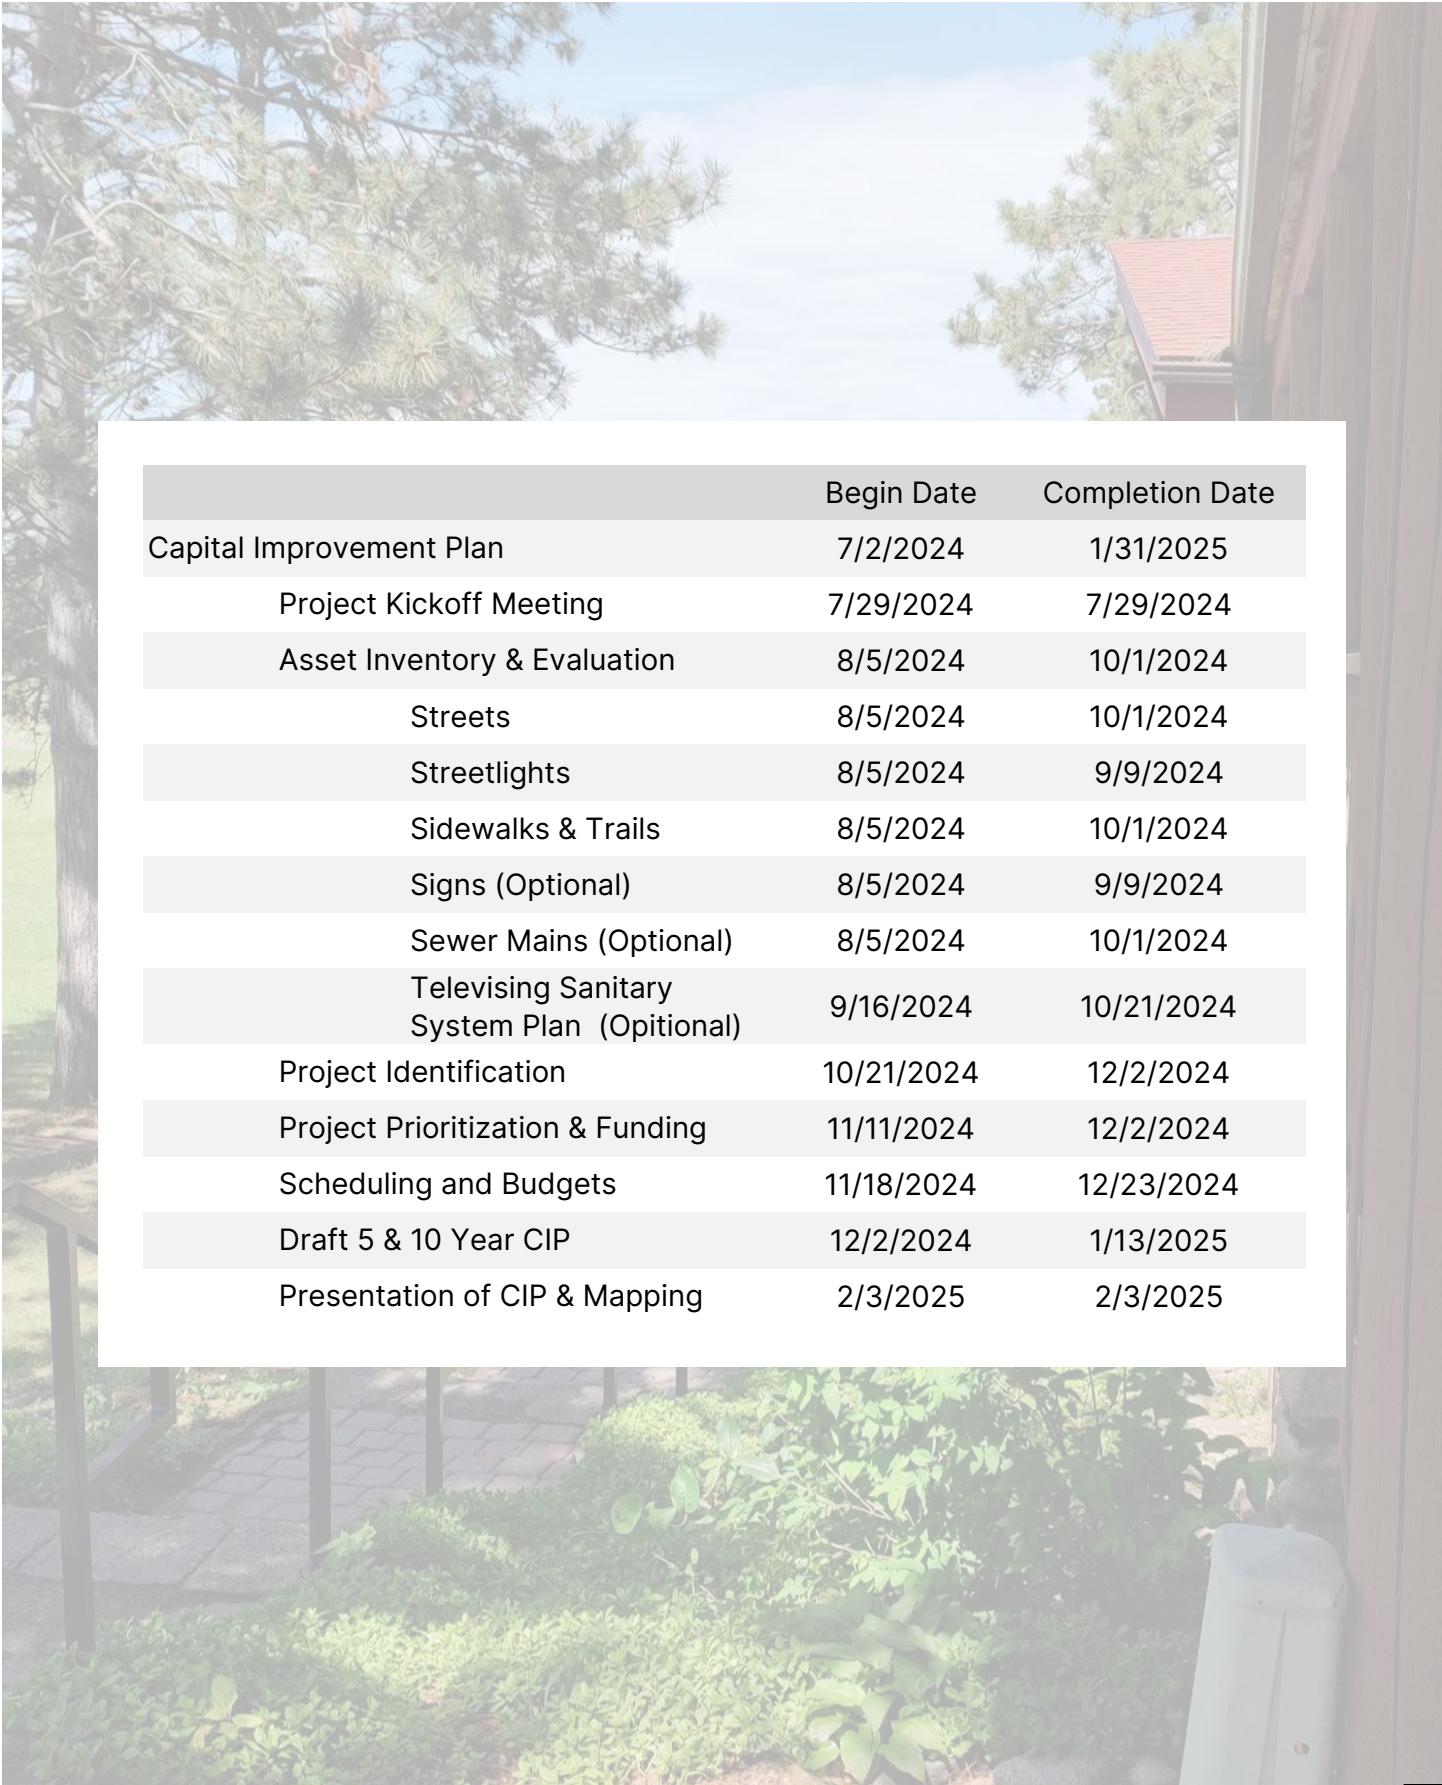 Begin Date Completion Date
Capital Improvement Plan 7/2/2024 1/31/2025
Project Kickoff Meeting 7/29/2024 7/29/2024
Asset Inventory & Evaluation 8/5/2024 10/1/2024
Streets 8/5/2024 10/1/2024
Streetlights 8/5/2024 9/9/2024
Sidewalks & Trails 8/5/2024 10/1/2024
Signs (Optional) 8/5/2024 9/9/2024
Sewer Mains (Optional) 8/5/2024 10/1/2024
Televising Sanitary
System Plan (Opitional) 9/16/2024 10/21/2024
Project Identification 10/21/2024 12/2/2024
Project Prioritization & Funding 11/11/2024 12/2/2024
Scheduling and Budgets 11/18/2024 12/23/2024
Draft 5 & 10 Year CIP 12/2/2024 1/13/2025
Presentation of CIP & Mapping 2/3/2025 2/3/2025